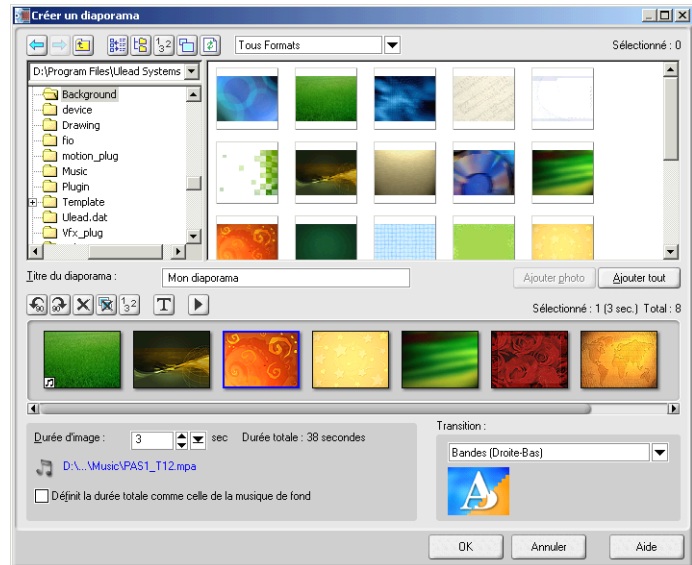 Créer un diaporama
Tous Formats
Sélectionné : 0
D:\Program Files\Ulead Systems
Background
device
Drawing
fio
motion_plug
Music
Plugin
Template
Ulead.dat
Vfx_plug
Titre du diaporama :
Mon diaporama
Ajouter photo
Ajouter tout
Sélectionné : 1 (3 sec.) Total : 8
Durée d'image :
3
sec
Durée totale : 38 secondes
D:\...\Music\PAS1_T12.mpa
Définit la durée totale comme celle de la musique de fond
Transition :
Bandes (Droite-Bas)
A
OK
Annuler
Aide